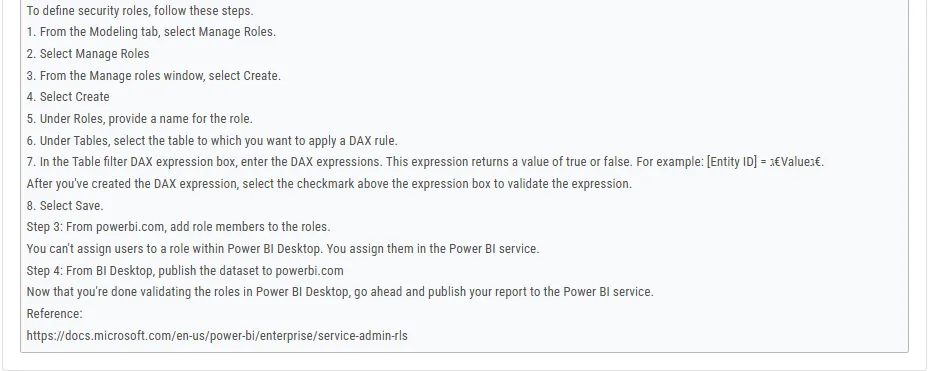 To define security roles, follow these steps.
1. From the Modeling tab, select Manage Roles.
2. Select Manage Roles
3. From the Manage roles window, select Create.
4. Select Create
5. Under Roles, provide a name for the role.
6. Under Tables, select the table to which you want to apply a DAX rule.
7. In the Table filter DAX expression box, enter the DAX expressions. This expression returns a value of true or false. For example: [Entity ID] = ג€Valueג€.
After you've created the DAX expression, select the checkmark above the expression box to validate the expression.
8. Select Save.
Step 3: From powerbi.com, add role members to the roles.
You can't assign users to a role within Power BI Desktop. You assign them in the Power BI service.
Step 4: From BI Desktop, publish the dataset to powerbi.com
Now that you're done validating the roles in Power BI Desktop, go ahead and publish your report to the Power BI service.
Reference:
https://docs.microsoft.com/en-us/power-bi/enterprise/service-admin-rls